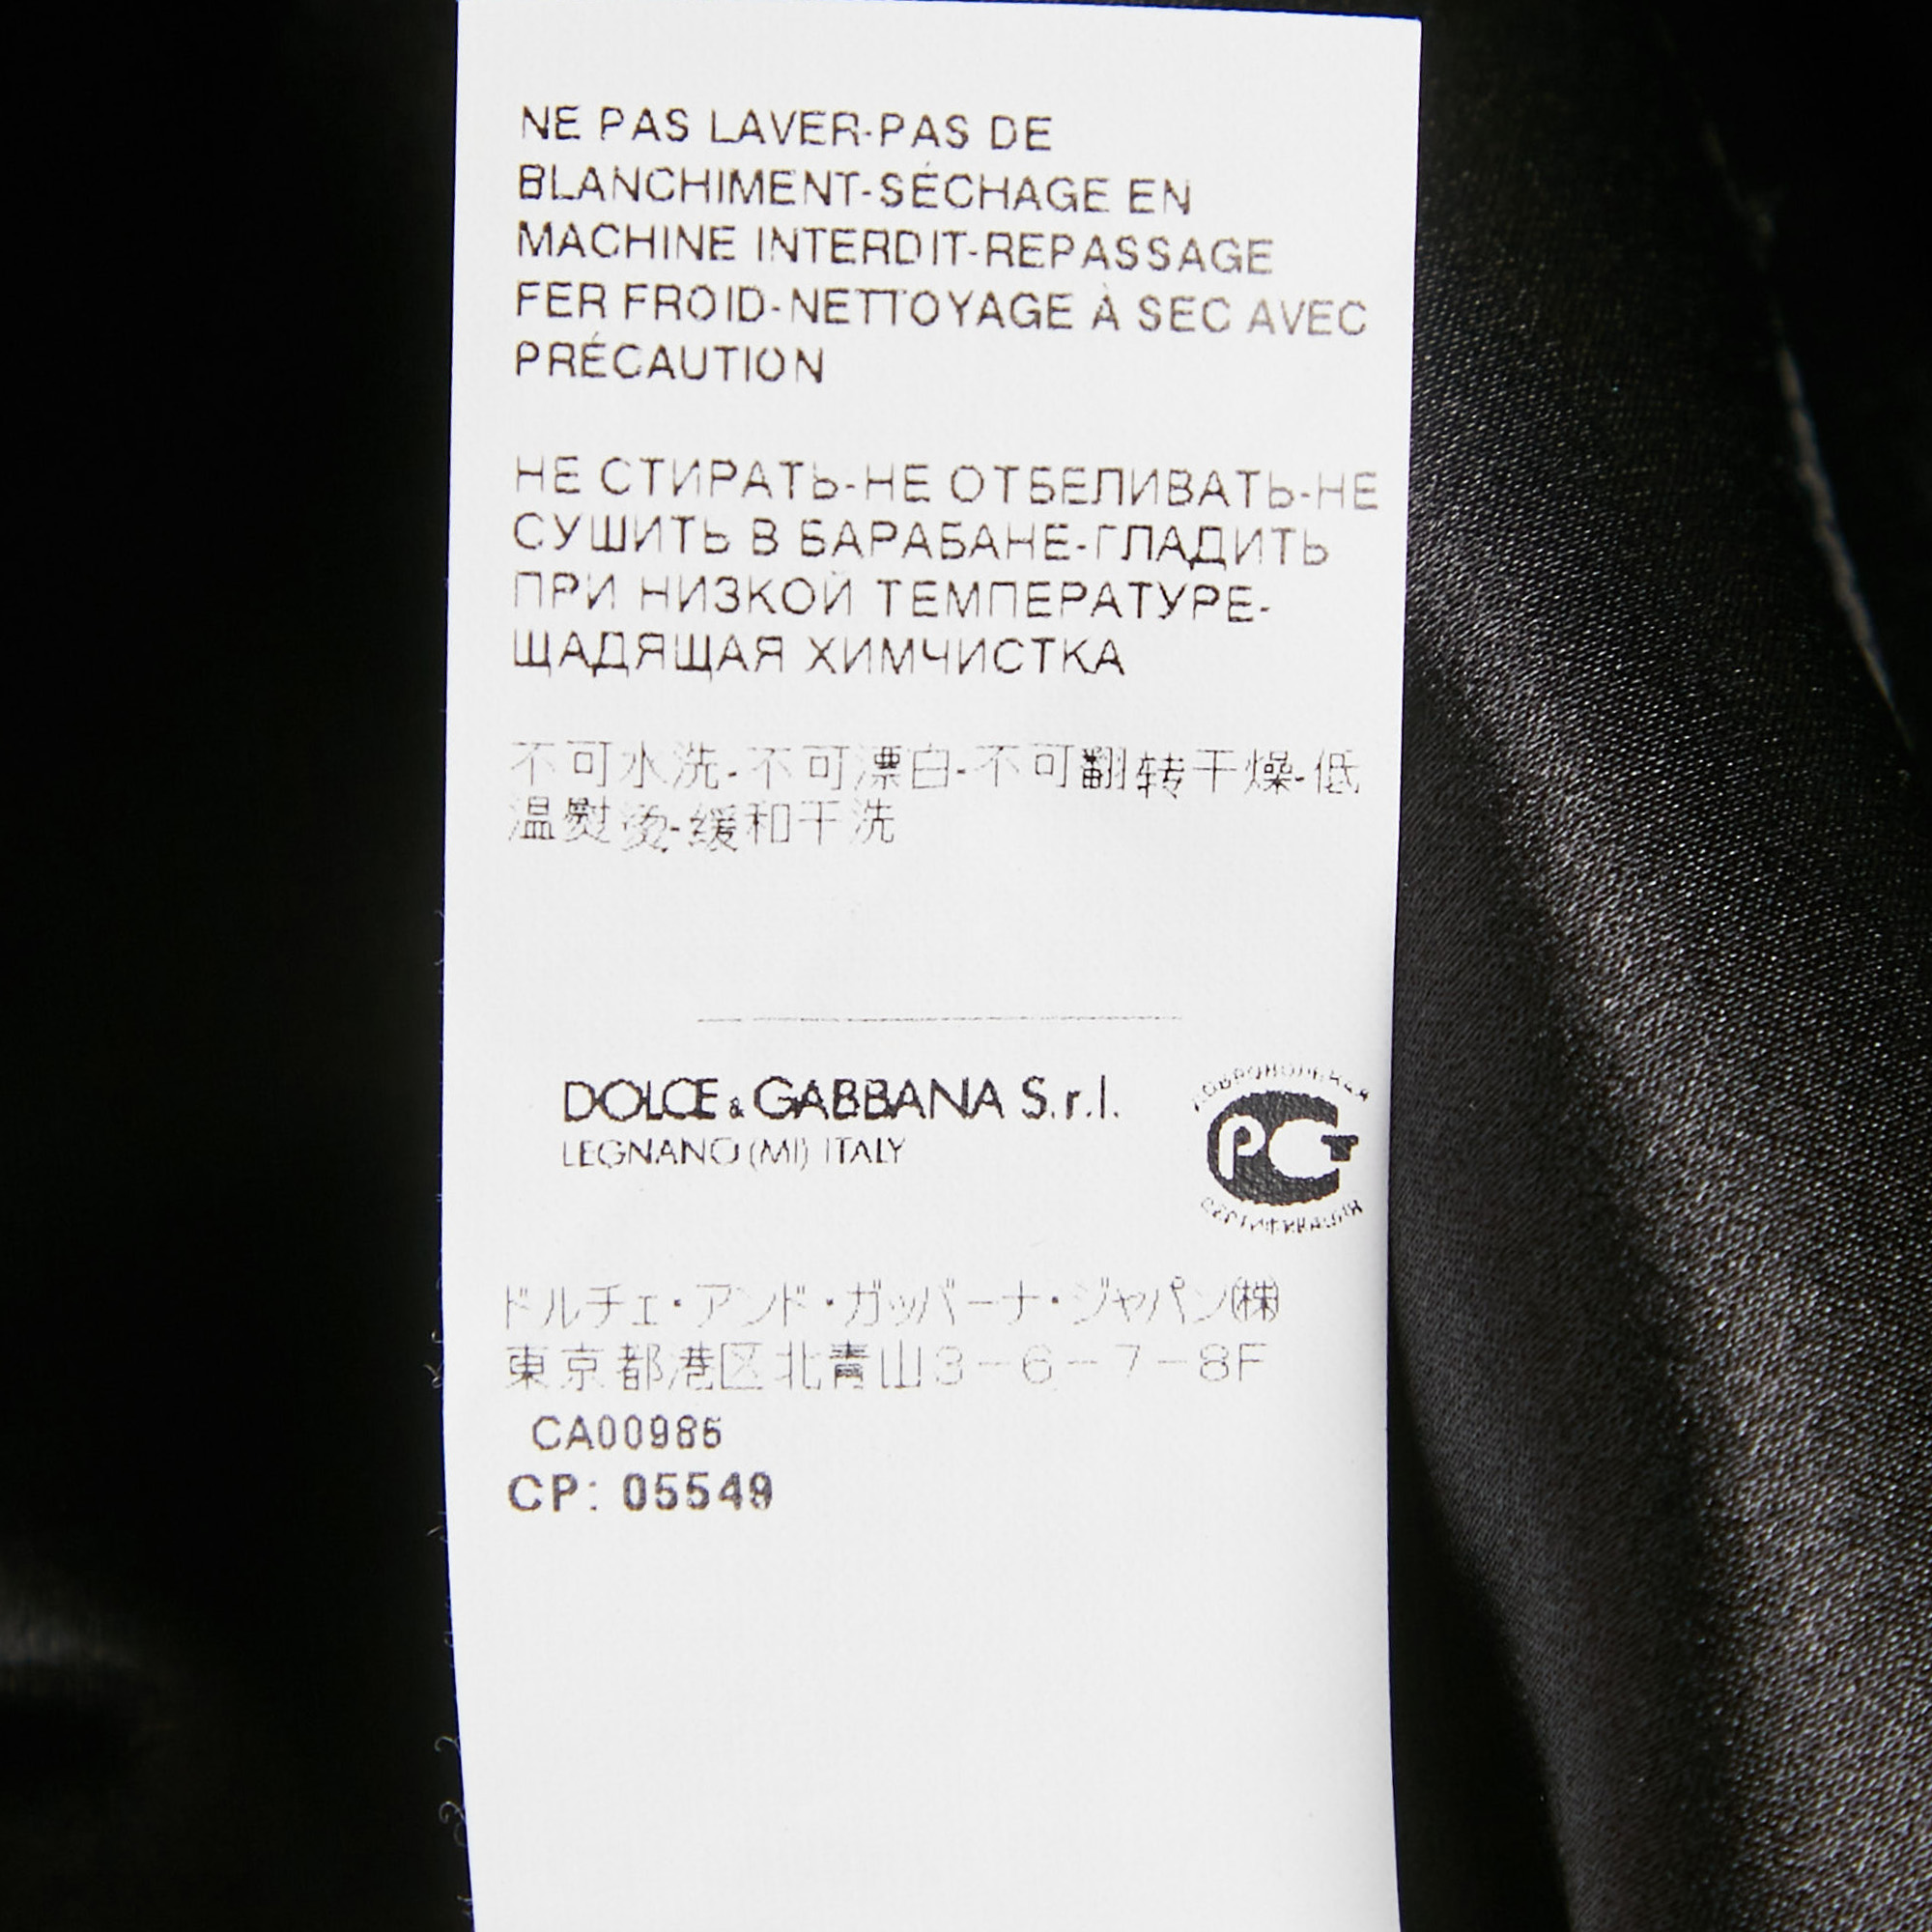 NE PAS LAVER-PAS DE
BLANCHIMENT-SÉCHAGE EN
MACHINE INTERDIT-REPASSAGE
FER FROID-NETTOYAGE À SEC AVEC
PRÉCAUTION
НЕ СТИРАТЬ-НЕ ОТБЕЛИВАТЬ-НЕ
СУШИТЬ В БАРАБАНЕ-ГЛАДИТЬ
ПРИ НИЗКОЙ ТЕМПЕРАТУРЕ-
ЩАДЯЩАЯ ХИМЧИСТКА
不可水洗-不可漂白-不可翻转干燥-低
温熨烫-缓和干洗
DOLCE & GABBANA S.r.l.
LEGNANO (MI) ITALY
ДОБРОВОЛЬНАЯ
РСТ
СЕРТИФИКАЦИЯ
ドルチェ・アンド・ガッバーナ・ジャパン㈱
東京都港区北青山3-6-7-8F
CA00986
CP: 05549